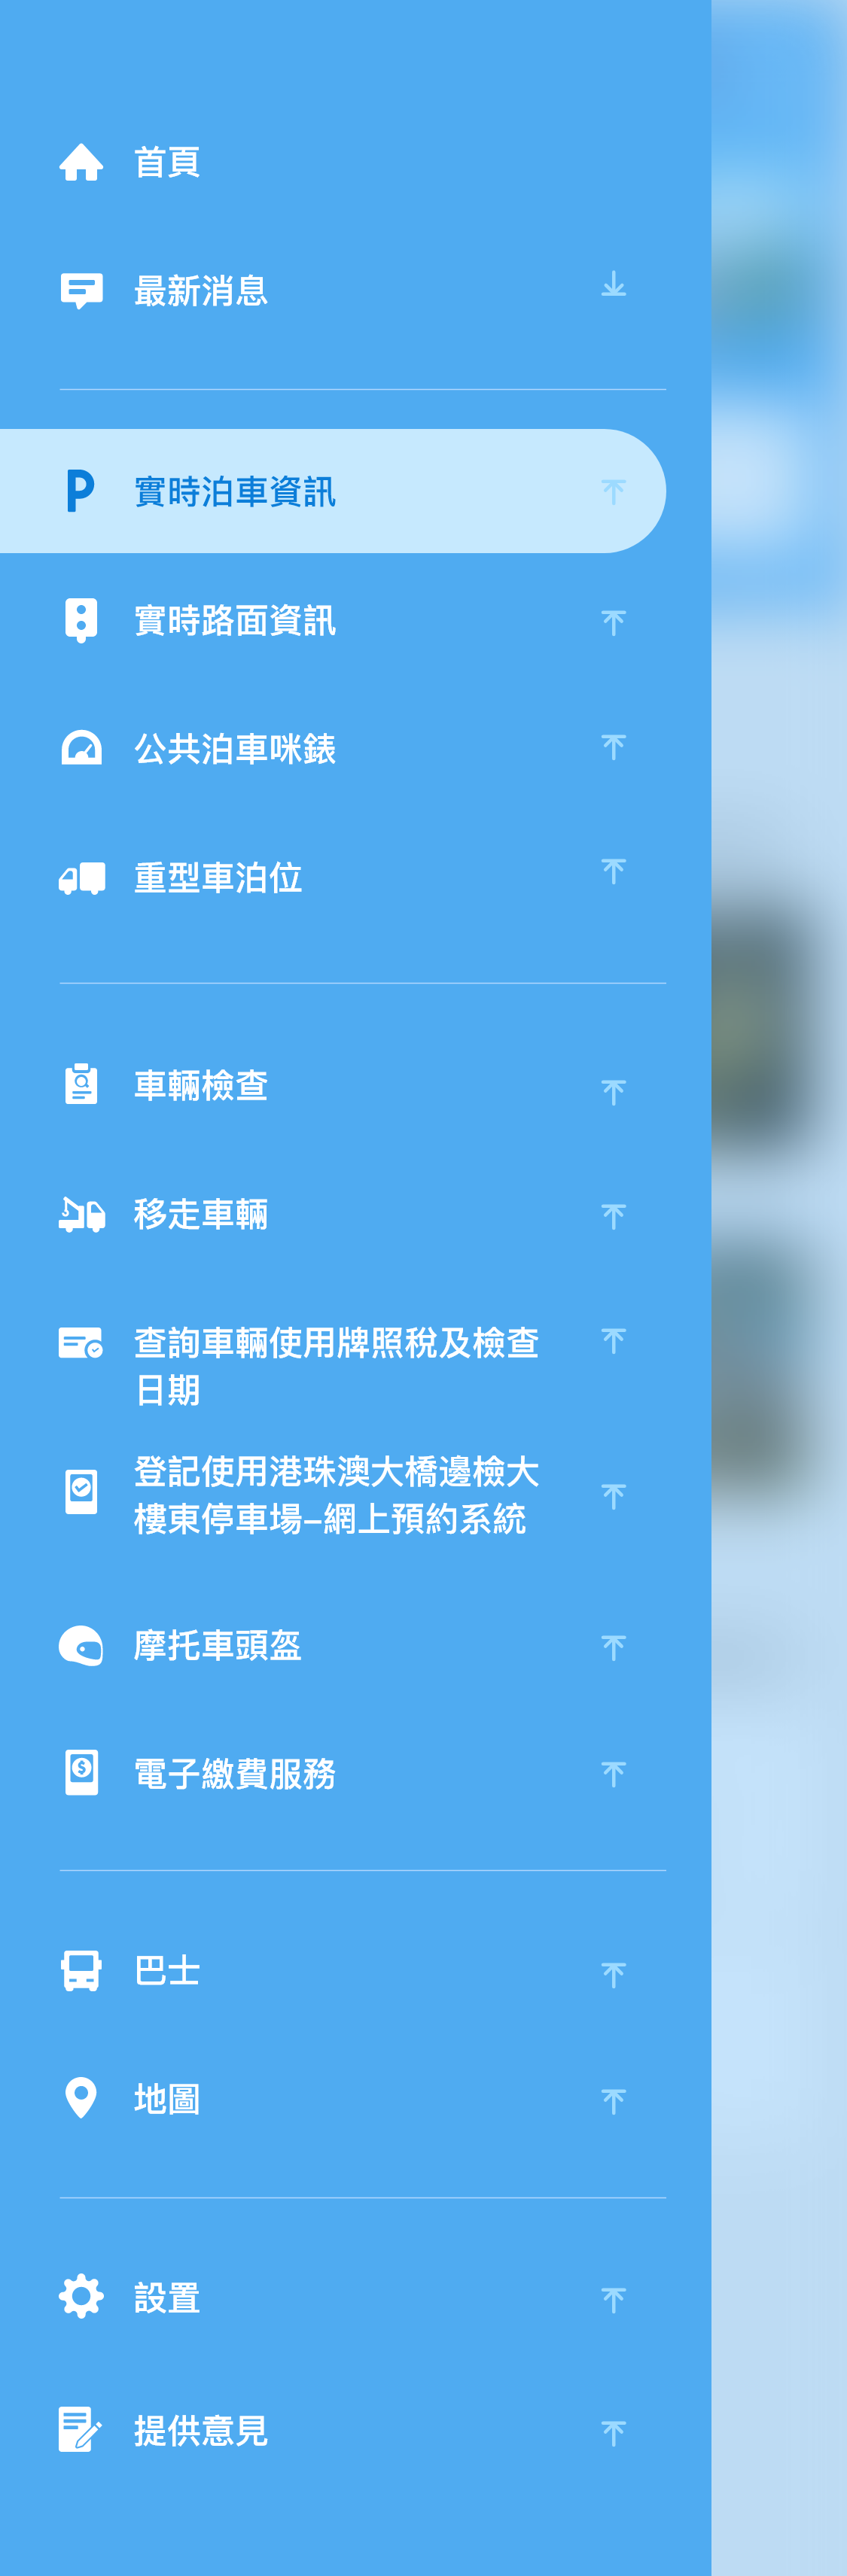 首頁
最新消息
實時泊車資訊
實時路面資訊
公共泊車咪錶
重型車泊位
車輛檢查
移走車輛
查詢車輛使用牌照稅及檢查
日期
登記使用港珠澳大橋邊檢大
樓東停車場–網上預約系統
摩托車頭盔
電子繳費服務
巴士
地圖
設置
提供意見